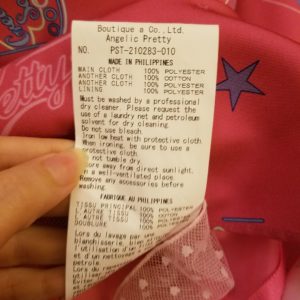 etty
Boutique a Co., Ltd.
Angelic Pretty
NO. PST-210283-010
MADE IN PHILIPPINES
MAIN CLOTH 100% POLYESTER
ANOTHER CLOTH 100% COTTON
ANOTHER CLOTH 100% POLYESTER
LINING 100% POLYESTER
Must be washed by a professional
dry cleaner. Please request the
use of a laundry net and petroleum
solvent for dry cleaning.
Do not use bleach.
Iron low heat with protective cloth.
When ironing, be sure to use a
protective cloth.
not tumble dry.
away from direct sunlight,
in a well-ventilated place.
Remove any accessories before
washing.
FABRIQUE AU PHILIPPINES
TISSU PRINCIPAL 100% POLYESTER
L'AUTRE TISSU 100% COTON
L'AUTRE TISSU 100% POLYESTER
DOUBLURE 100% POLYESTER
Lors du lavage par une
blanchisserie, bien
l'utilisation d'un
et d'un nettoyage
pétrole.